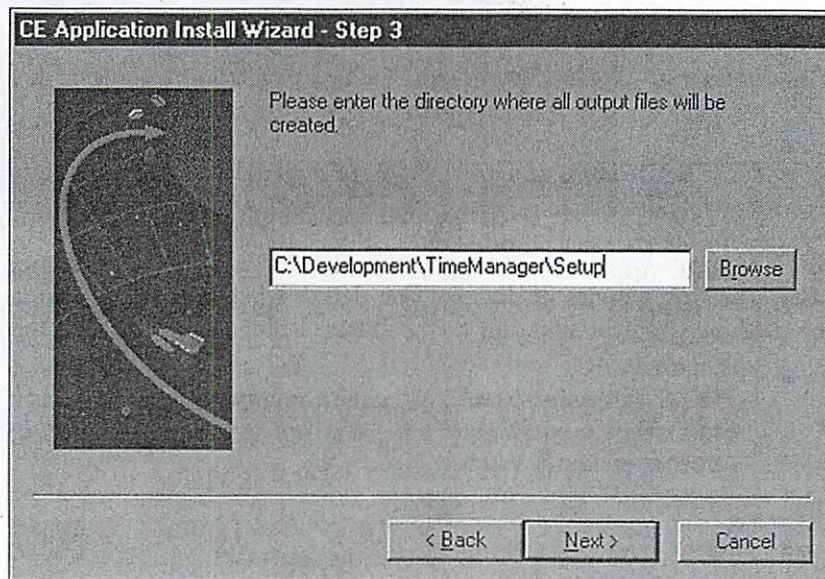 CE Application Install Wizard - Step 3
Please enter the directory where all output files will be
created.
C:\Development\TimeManager\Setup
Browse
< Back
Next >
Cancel